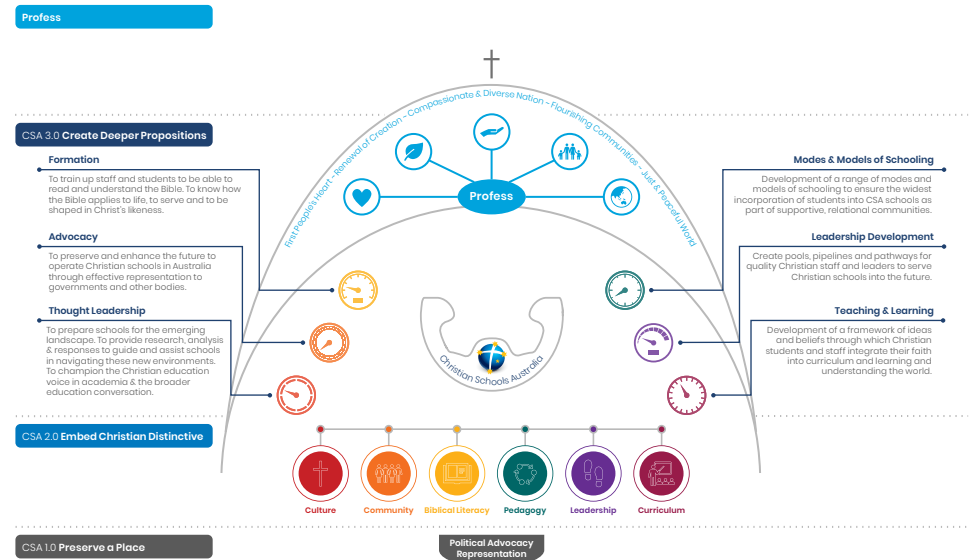 Profess
First People's Heart ~ Renewal of Creation ~ Compassionate & Diverse Nation ~ Flourishing Communities ~ Just & Peaceful World
CSA 3.0 Create Deeper Propositions
Formation
To train up staff and students to be able to
read and understand the Bible. To know how
the Bible applies to life, to serve and to be
shaped in Christ's likeness.
Advocacy
To preserve and enhance the future to
operate Christian schools in Australia
through effective representation to
governments and other bodies.
Thought Leadership
To prepare schools for the emerging
landscape. To provide research, analysis
& responses to guide and assist schools
in navigating these new environments.
To champion the Christian education
voice in academia & the broader
education conversation.
Profess
Modes & Models of Schooling
Development of a range of modes and
models of schooling to ensure the widest
incorporation of students into CSA schools as
part of supportive, relational communities.
Leadership Development
Create pools, pipelines and pathways for
quality Christian staff and leaders to serve
Christian schools into the future.
Teaching & Learning
Development of a framework of ideas
and beliefs through which Christian
students and staff integrate their faith
into curriculum and learning and
understanding the world.
Christian Schools Australia
CSA 2.0 Embed Christian Distinctive
Culture
Community
Biblical Literacy
Pedagogy
Leadership
Curriculum
CSA 1.0 Preserve a Place
Political Advocacy
Representation